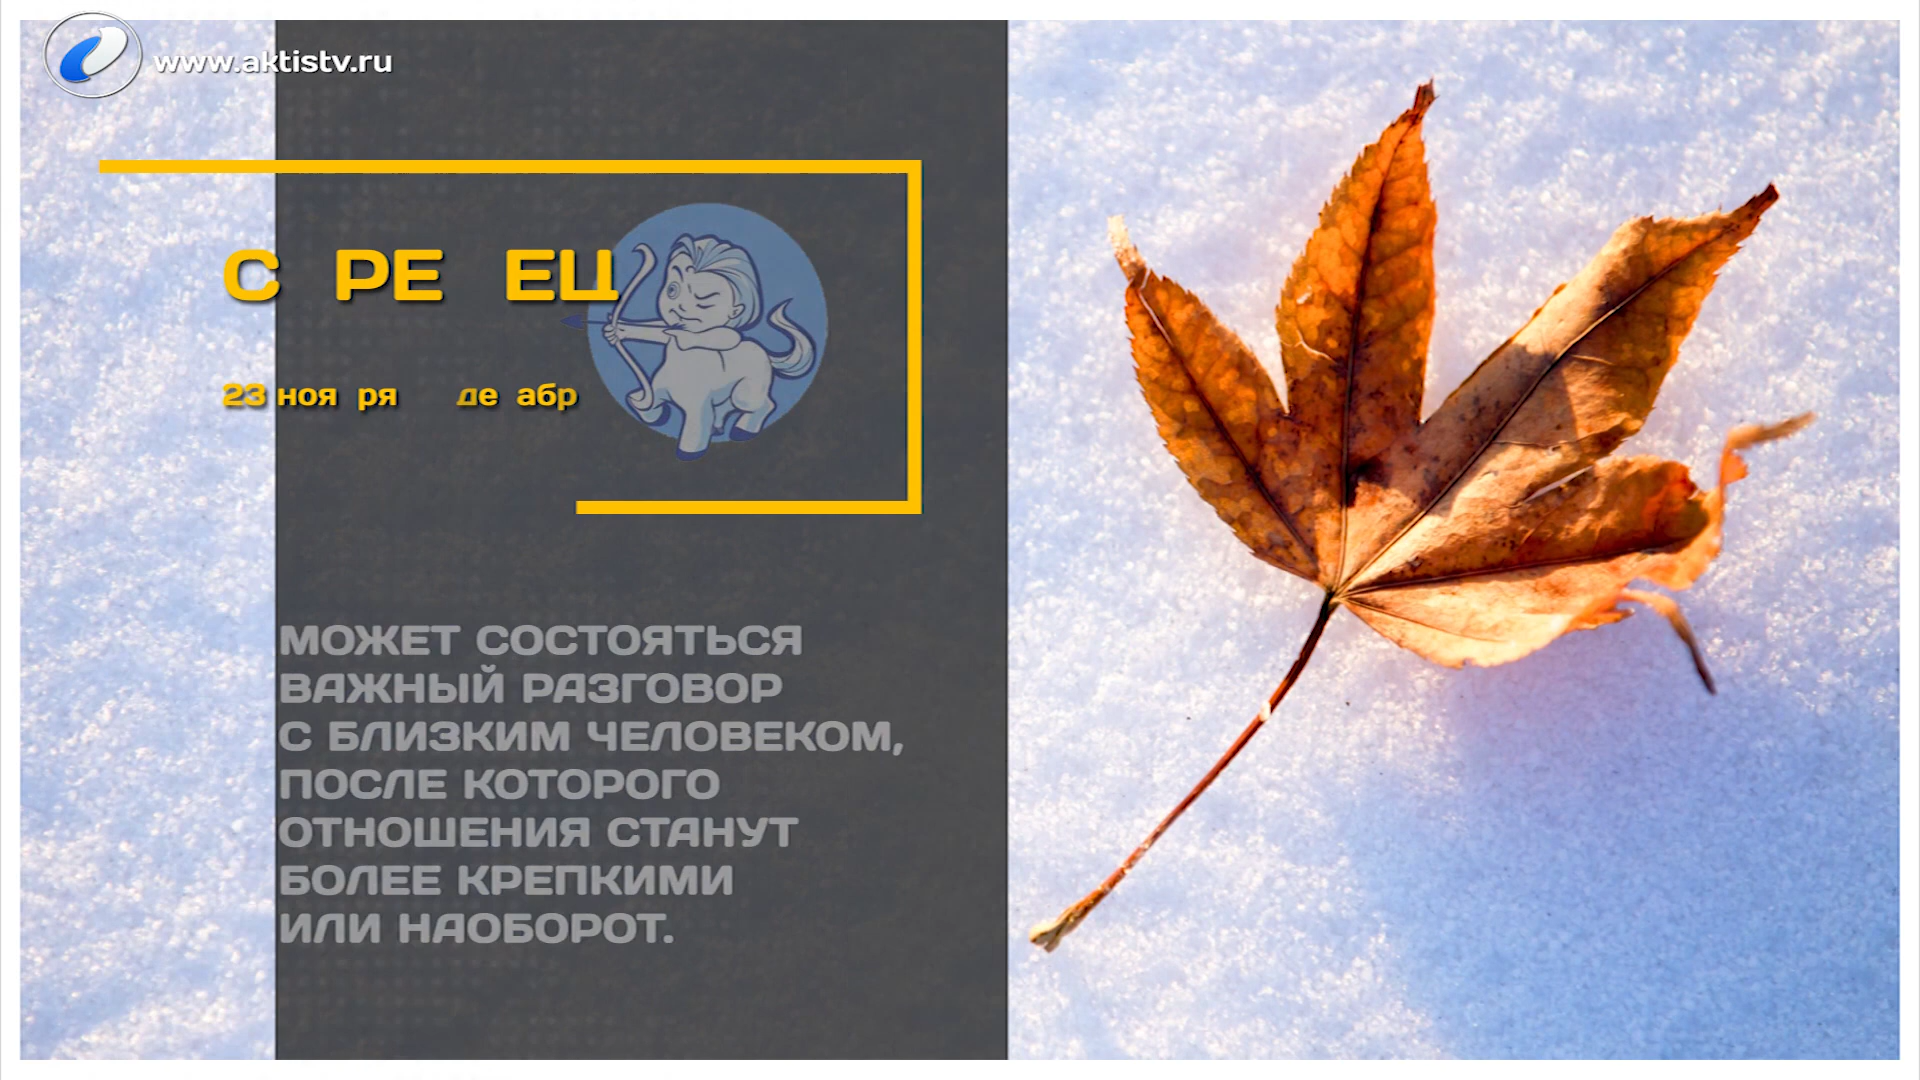 www.aktistv.ru
С РЕ ЕЦ
23 ноя ря де абр
МОЖЕТ СОСТОЯТЬСЯ
ВАЖНЫЙ РАЗГОВОР
С БЛИЗКИМ ЧЕЛОВЕКОМ,
ПОСЛЕ КОТОРОГО
ОТНОШЕНИЯ СТАНУТ
БОЛЕЕ КРЕПКИМИ
ИЛИ НАОБОРОТ.